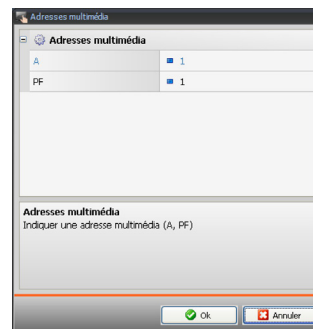 Adresses multimédia
Adresses multimédia
A 1
PF 1
Adresses multimédia
Indiquer une adresse multimédia (A, PF)
Ok Annuler